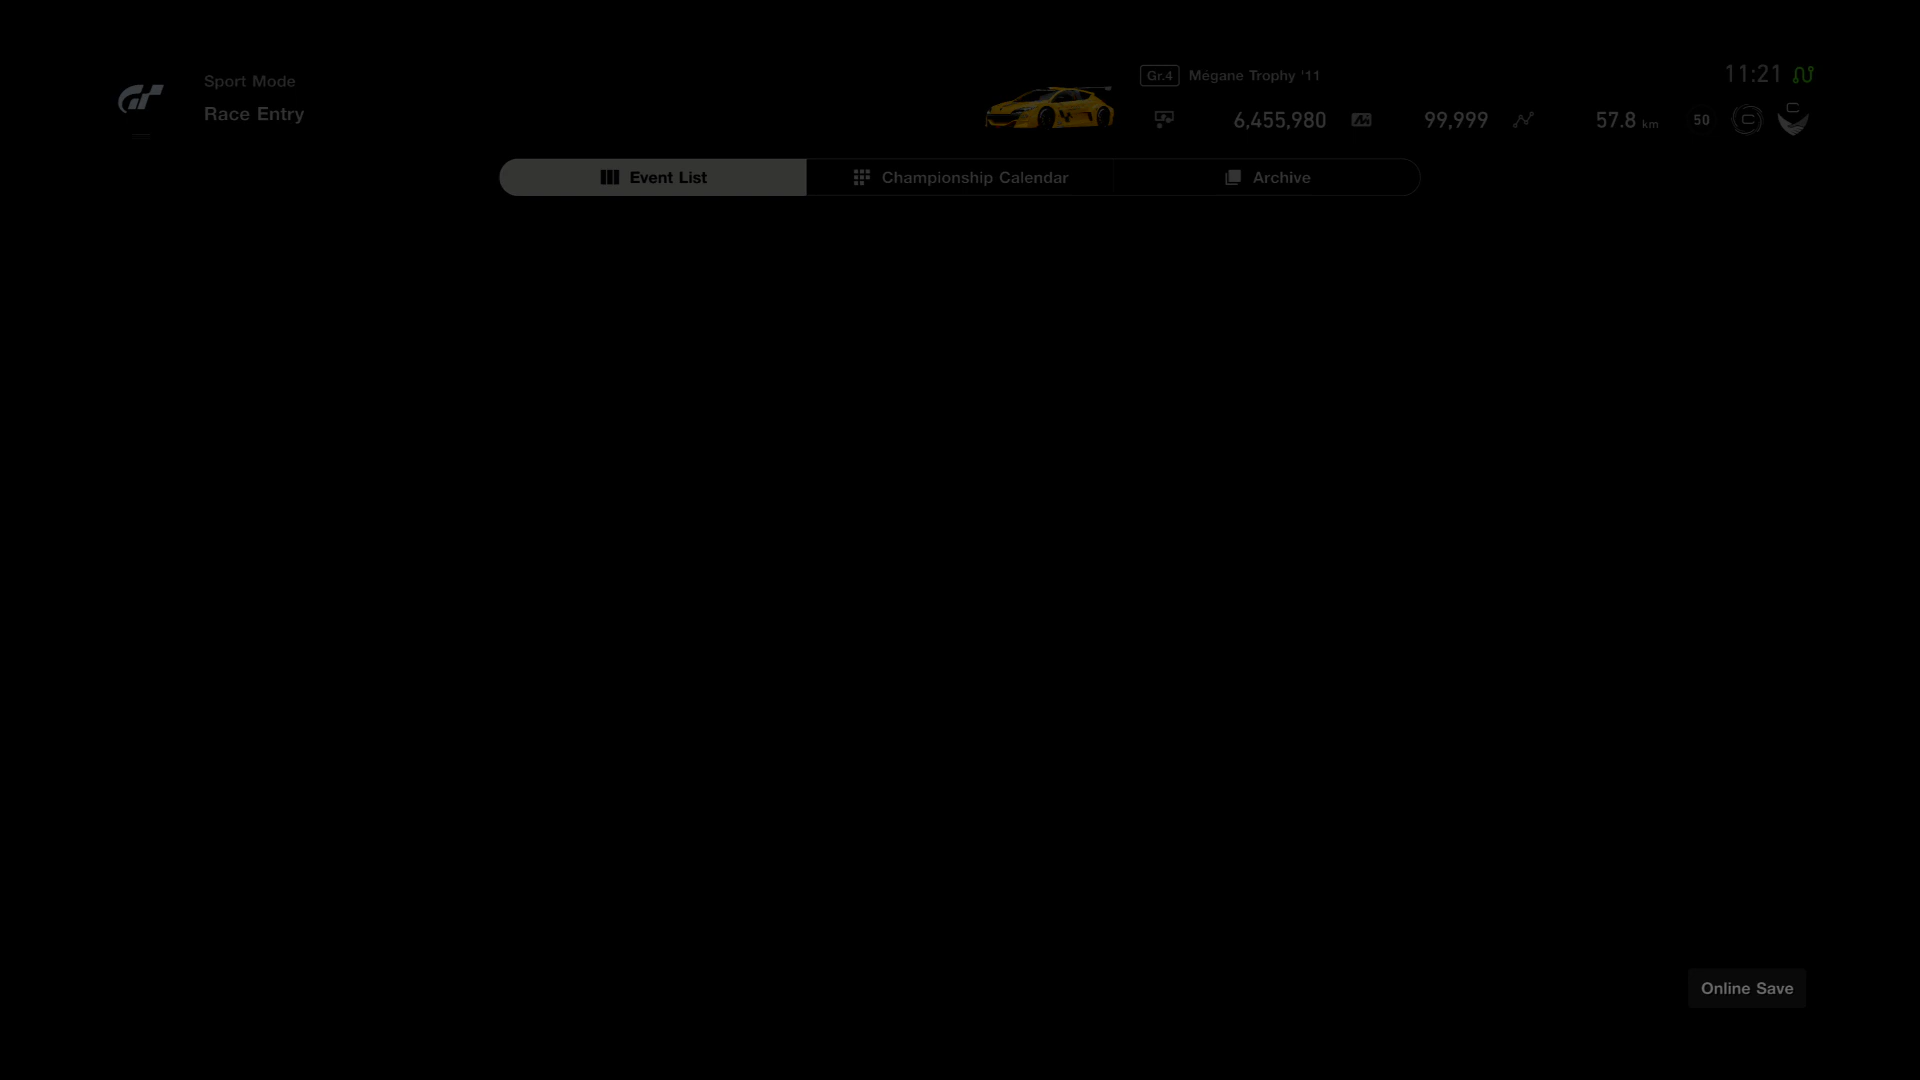 Sport Mode
Race Entry
Gr.4 Mégane Trophy '11
6,455,980
99,999
57.8 km
50
C
C
11:21
Event List
Championship Calendar
Archive
Online Save